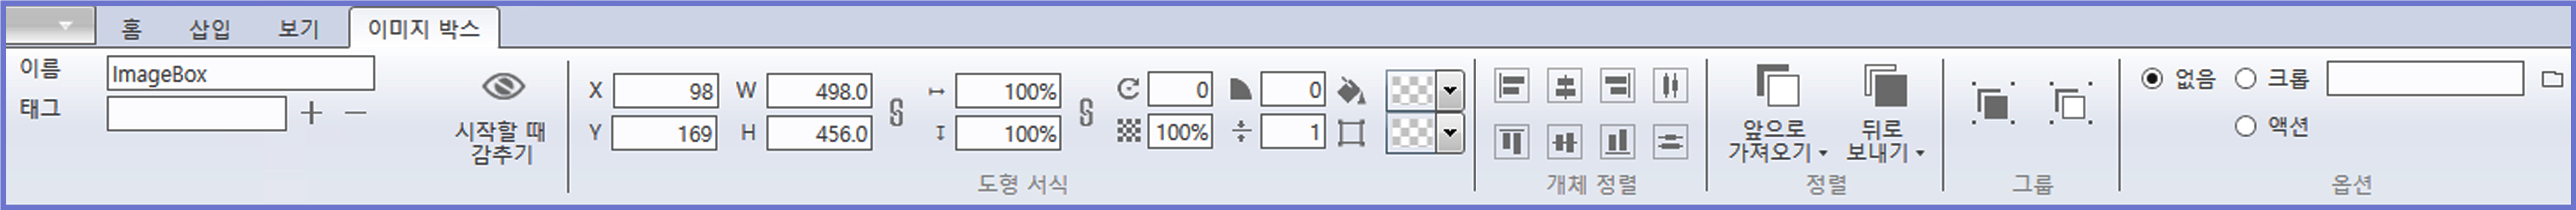 홈 삽입 보기 이미지 박스
이름 ImageBox
태그
시작할 때
감추기
X 98 W 498.0 100% 0 0
Y 169 H 456.0 100% 100% 1
도형 서식
개체 정렬
앞으로
가져오기
뒤로
보내기
정렬
그룹
없음 크롭
액션
옵션